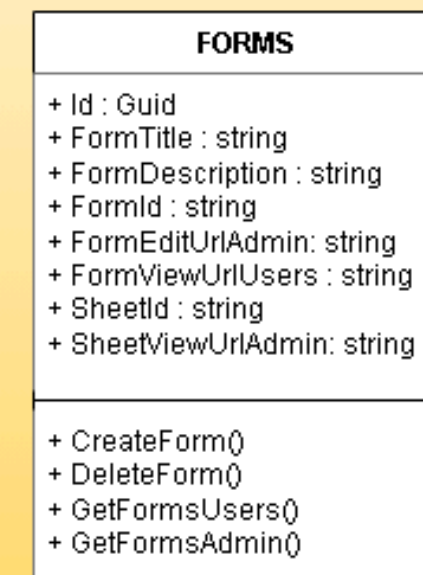 FORMS
+ Id : Guid
+ FormTitle : string
+ FormDescription : string
+ FormId : string
+ FormEditUrlAdmin: string
+ FormViewUrlUsers : string
+ SheetId : string
+ SheetViewUrlAdmin: string
+ CreateForm()
+ DeleteForm()
+ GetFormsUsers()
+ GetFormsAdmin()